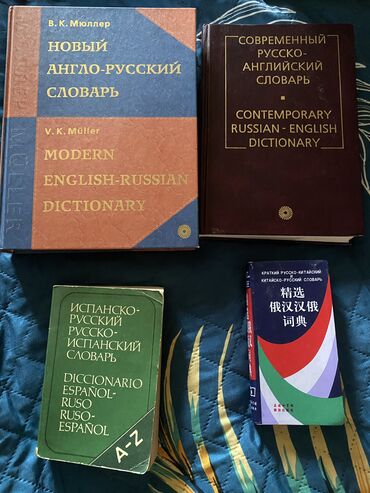 В. К. Мюллер
НОВЫЙ
АНГЛО-РУССКИЙ
СЛОВАРЬ
V. K. Müller
MODERN
ENGLISH-RUSSIAN
DICTIONARY
MUELLER
СОВРЕМЕННЫЙ
РУССКО-
АНГЛИЙСКИЙ
СЛОВАРЬ
CONTEMPORARY
RUSSIAN - ENGLISH
DICTIONARY
ИСПАНСКО-
РУССКИЙ
РУССКО-
ИСПАНСКИЙ
СЛОВАРЬ
DICCIONARIO
ESPAÑOL-
RUSO
RUSO-
ESPAÑOL
A-Z
КРАТКИЙ РУССКО-КИТАЙСКИЙ
КИТАЙСКО-РУССКИЙ СЛОВАРЬ
精选
俄汉汉俄
词典